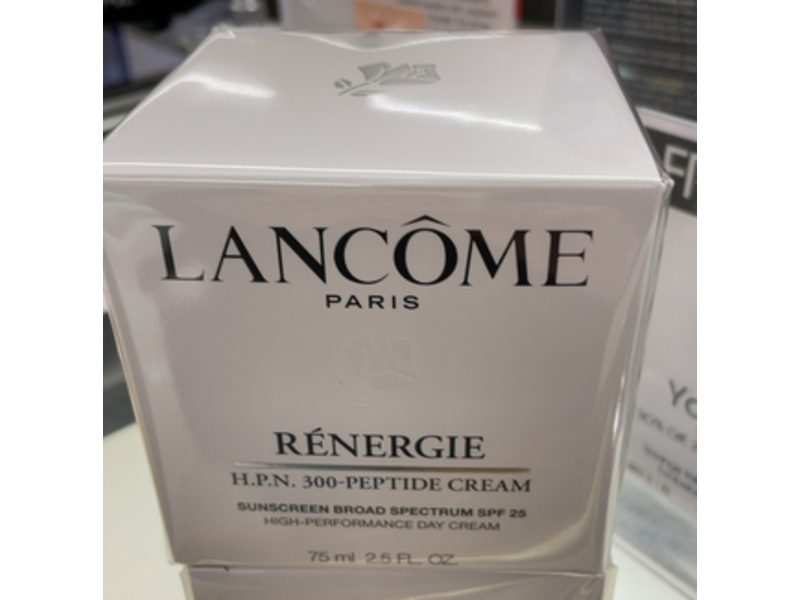 LANCÔME
PARIS
RÉNERGIE
H.P.N. 300-PEPTIDE CREAM
SUNSCREEN BROAD SPECTRUM SPF 25
HIGH-PERFORMANCE DAY CREAM
75 ml 2.5 FL. OZ.